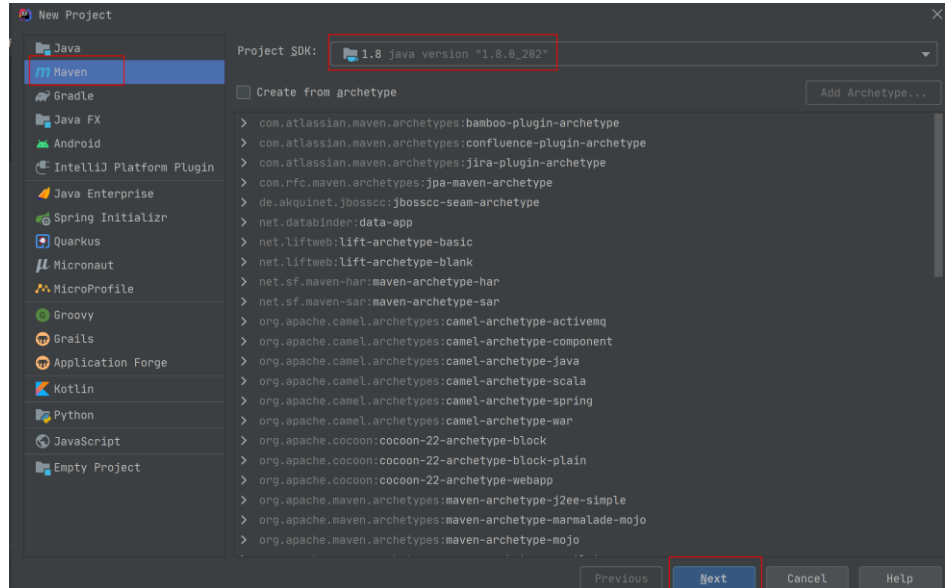 New Project
Java
Maven
Gradle
Java FX
Android
IntelliJ Platform Plugin
Java Enterprise
Spring Initializr
Quarkus
Micronaut
MicroProfile
Groovy
Grails
Application Forge
Kotlin
Python
JavaScript
Empty Project
Project SDK: 1.8 java version "1.8.0_202"
Create from archetype Add Archetype...
com.atlassian.maven.archetypes:bamboo-plugin-archetype
com.atlassian.maven.archetypes:confluence-plugin-archetype
com.atlassian.maven.archetypes:jira-plugin-archetype
com.rfc.maven.archetypes:jpa-maven-archetype
de.akquinet.jbosscc:jbosscc-seam-archetype
net.databinder:data-app
net.liftweb:lift-archetype-basic
net.liftweb:lift-archetype-blank
net.sf.maven-har:maven-archetype-har
net.sf.maven-sar:maven-archetype-sar
org.apache.camel.archetypes:camel-archetype-activemq
org.apache.camel.archetypes:camel-archetype-component
org.apache.camel.archetypes:camel-archetype-java
org.apache.camel.archetypes:camel-archetype-scala
org.apache.camel.archetypes:camel-archetype-spring
org.apache.camel.archetypes:camel-archetype-war
org.apache.cocoon:cocoon-22-archetype-block
org.apache.cocoon:cocoon-22-archetype-block-plain
org.apache.cocoon:cocoon-22-archetype-webapp
org.apache.maven.archetypes:maven-archetype-j2ee-simple
org.apache.maven.archetypes:maven-archetype-marmalade-mojo
org.apache.maven.archetypes:maven-archetype-mojo
Previous Next Cancel Help